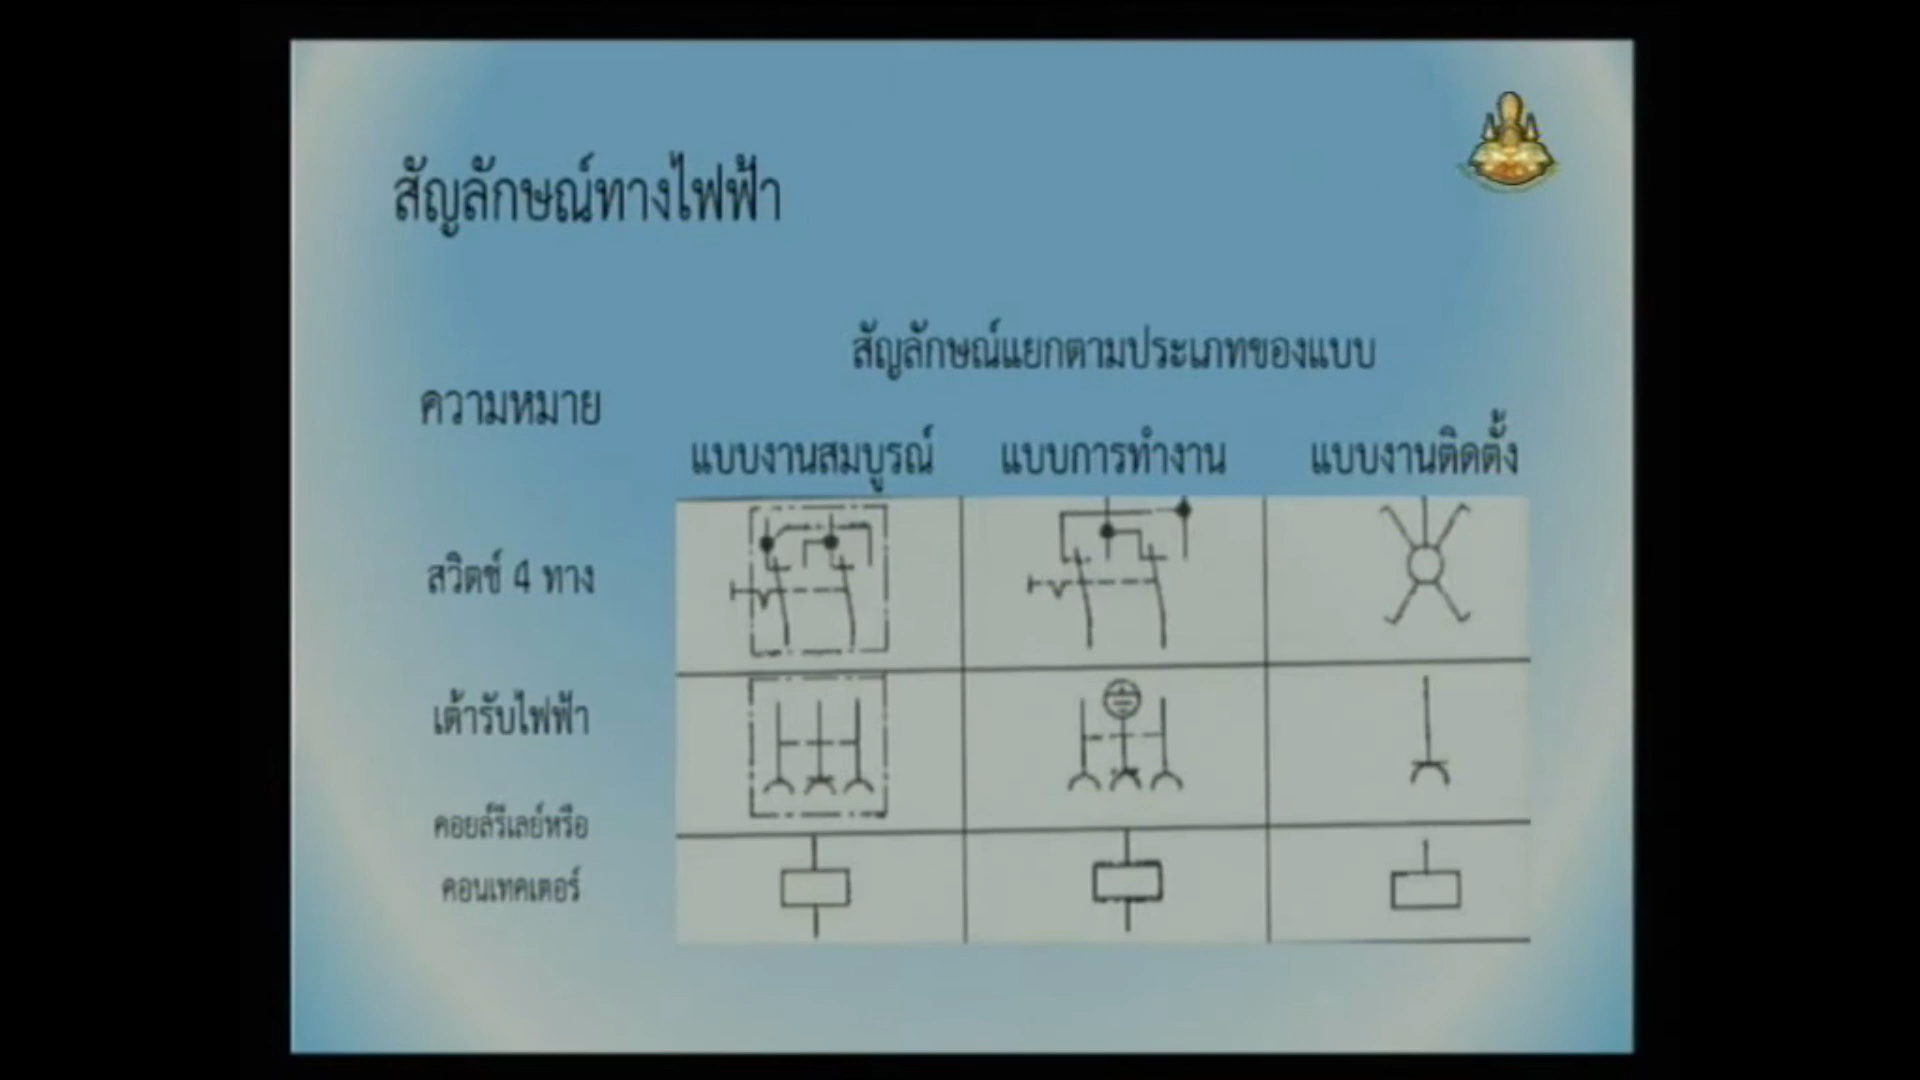 สัญลักษณ์ทางไฟฟ้า
สัญลักษณ์แยกตามประเภทของแบบ
ความหมาย
แบบงานสมบูรณ์ แบบการทำงาน แบบงานติดตั้ง
สวิตช์ 4 ทาง
เต้ารับไฟฟ้า
คอยล์รีเลย์หรือ
คอนเทคเตอร์